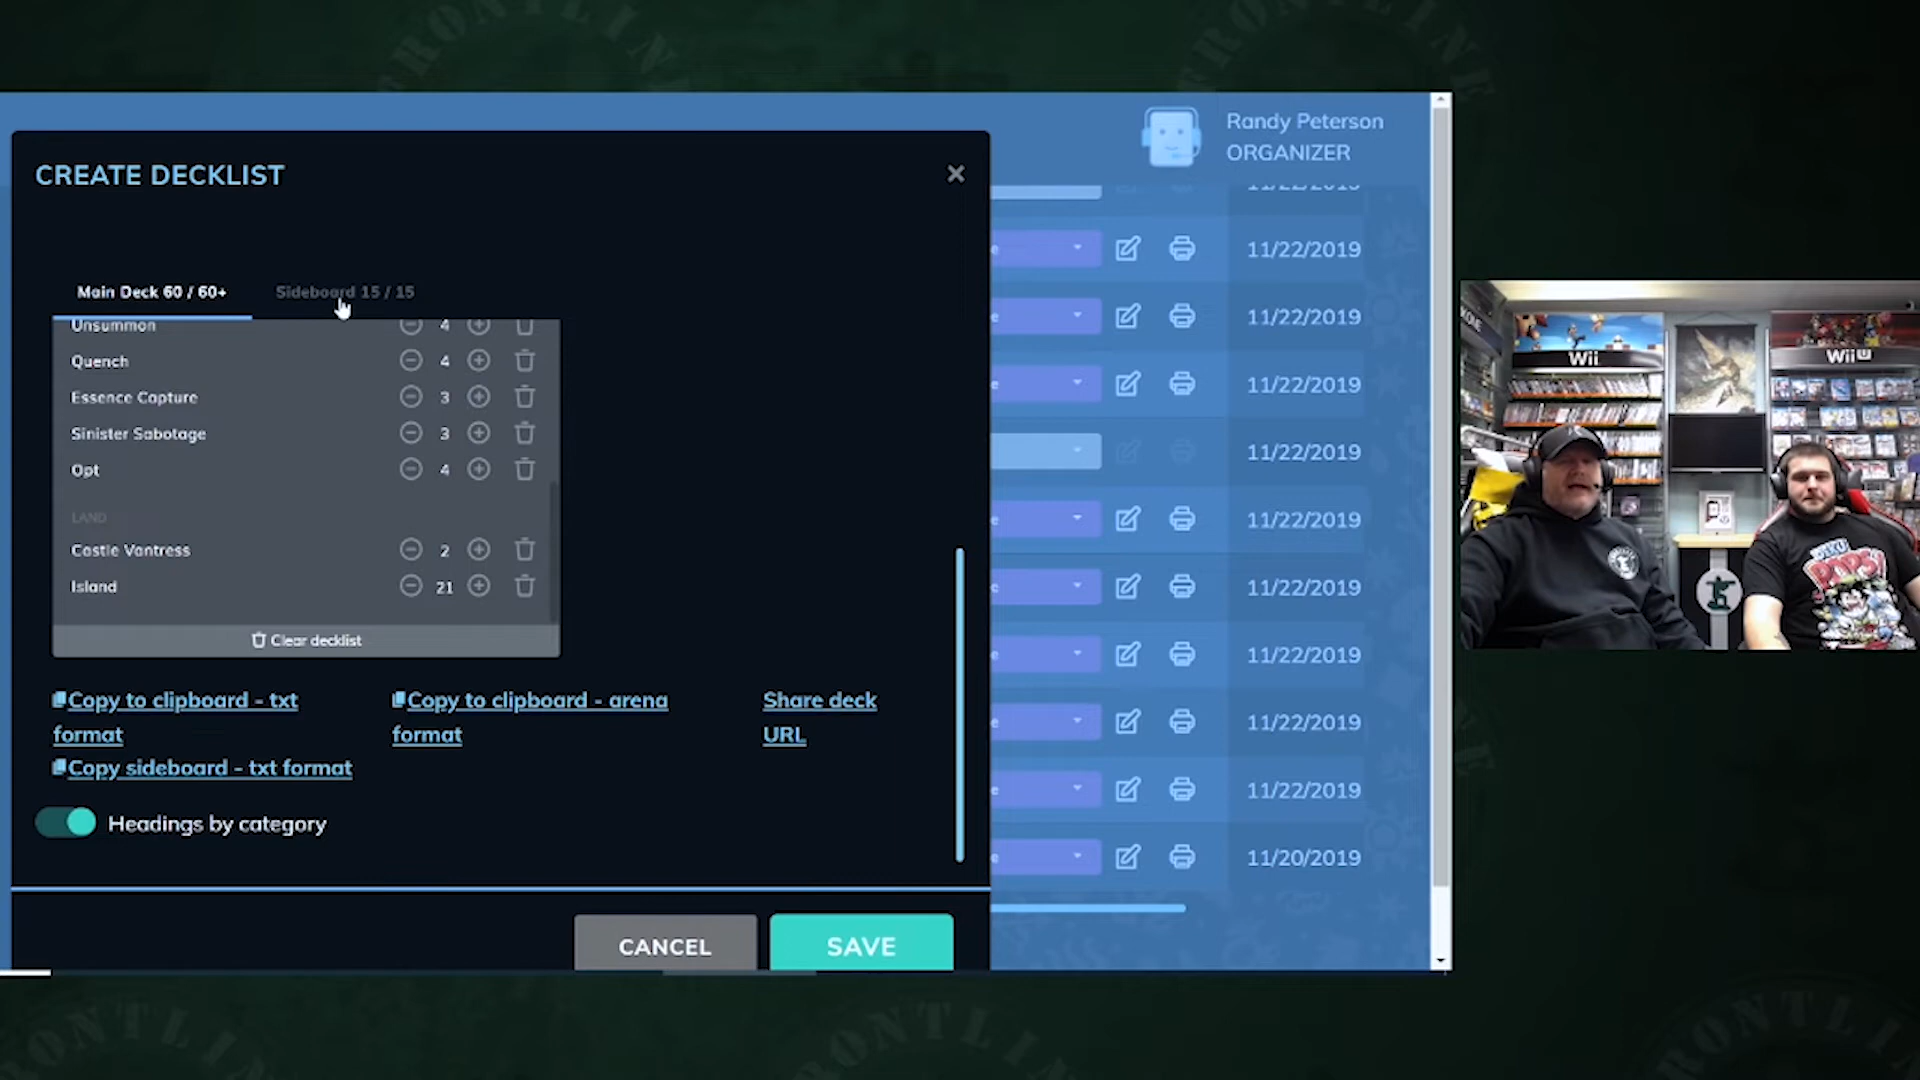 Randy Peterson
ORGANIZER
CREATE DECKLIST
Main Deck 60 / 60+
Sideboard 15 / 15
Unsummon 4
Quench 4
Essence Capture 3
Sinister Sabotage 3
Opt 4
LAND
Castle Vantress 2
Island 21
Clear decklist
Copy to clipboard - txt
format
Copy to clipboard - arena
format
Share deck
URL
Copy sideboard - txt format
Headings by category
CANCEL
SAVE
11/22/2019
11/22/2019
11/22/2019
11/22/2019
11/22/2019
11/22/2019
11/22/2019
11/22/2019
11/22/2019
11/22/2019
11/20/2019
Wii
Wii U
POPS!